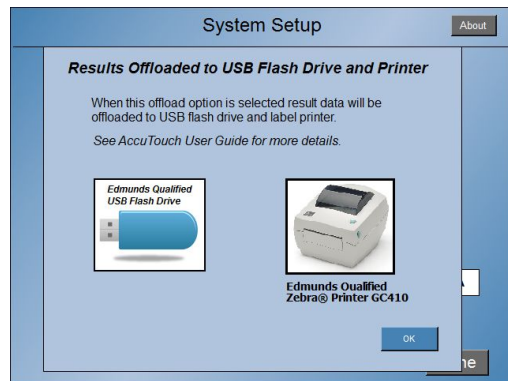 System Setup
About
Results Offloaded to USB Flash Drive and Printer
When this offload option is selected result data will be
offloaded to USB flash drive and label printer.
See AccuTouch User Guide for more details.
Edmunds Qualified
USB Flash Drive
Edmunds Qualified
Zebra® Printer GC410
OK